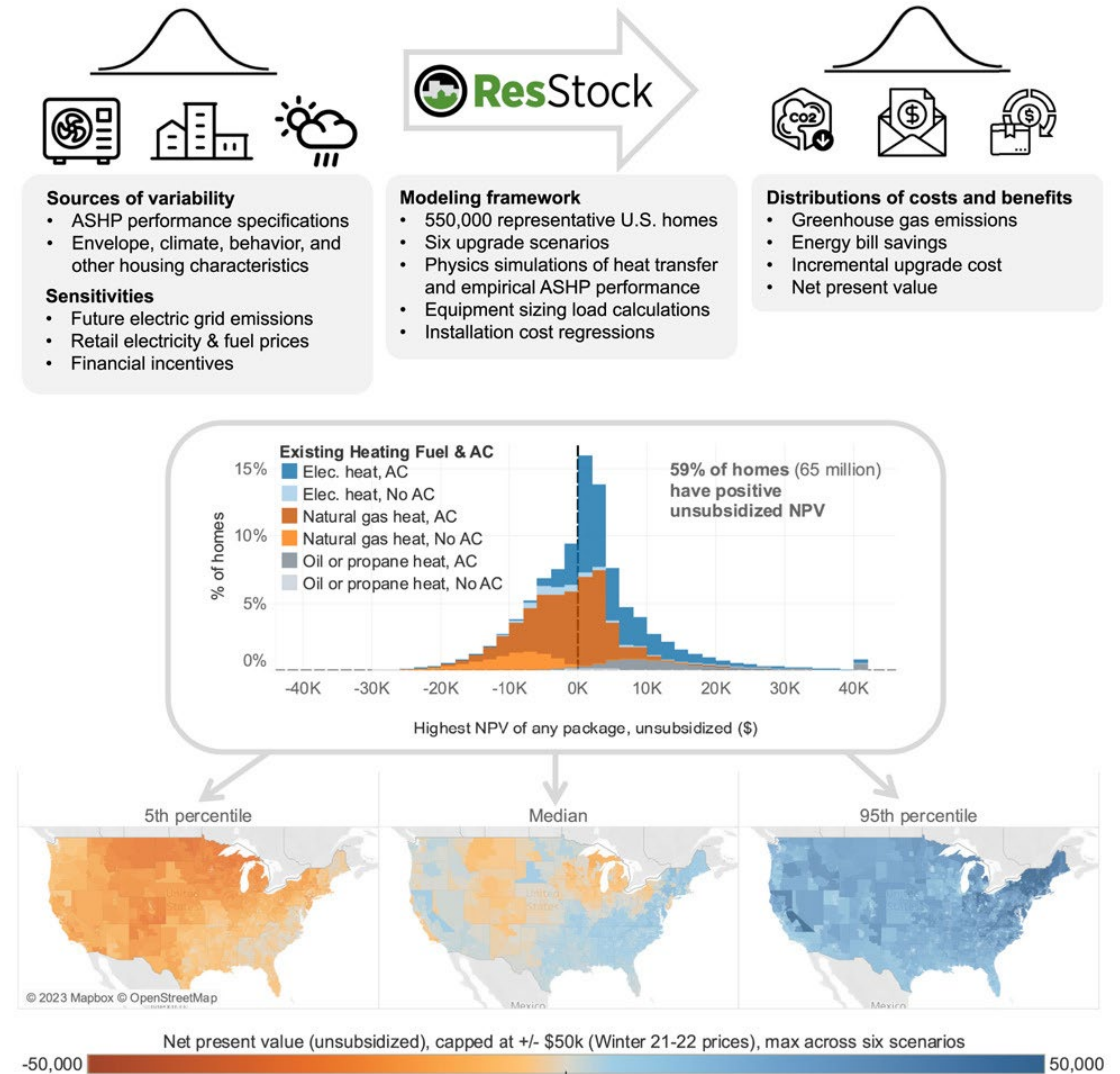 ResStock
CO2
$
$
Sources of variability
• ASHP performance specifications
• Envelope, climate, behavior, and
other housing characteristics
Sensitivities
• Future electric grid emissions
• Retail electricity & fuel prices
• Financial incentives
Modeling framework
• 550,000 representative U.S. homes
• Six upgrade scenarios
• Physics simulations of heat transfer
and empirical ASHP performance
• Equipment sizing load calculations
• Installation cost regressions
Distributions of costs and benefits
• Greenhouse gas emissions
• Energy bill savings
• Incremental upgrade cost
• Net present value
Existing Heating Fuel & AC
Elec. heat, AC
Elec. heat, No AC
Natural gas heat, AC
Natural gas heat, No AC
Oil or propane heat, AC
Oil or propane heat, No AC
59% of homes (65 million)
have positive
unsubsidized NPV
% of homes
15%
10%
5%
0%
-40K -30K -20K -10K 0K 10K 20K 30K 40K
Highest NPV of any package, unsubsidized ($)
5th percentile
Median
95th percentile
United
States
United
States
© 2023 Mapbox © OpenStreetMap
Mexico
Mexico
Net present value (unsubsidized), capped at +/- $50k (Winter 21-22 prices), max across six scenarios
-50,000
50,000